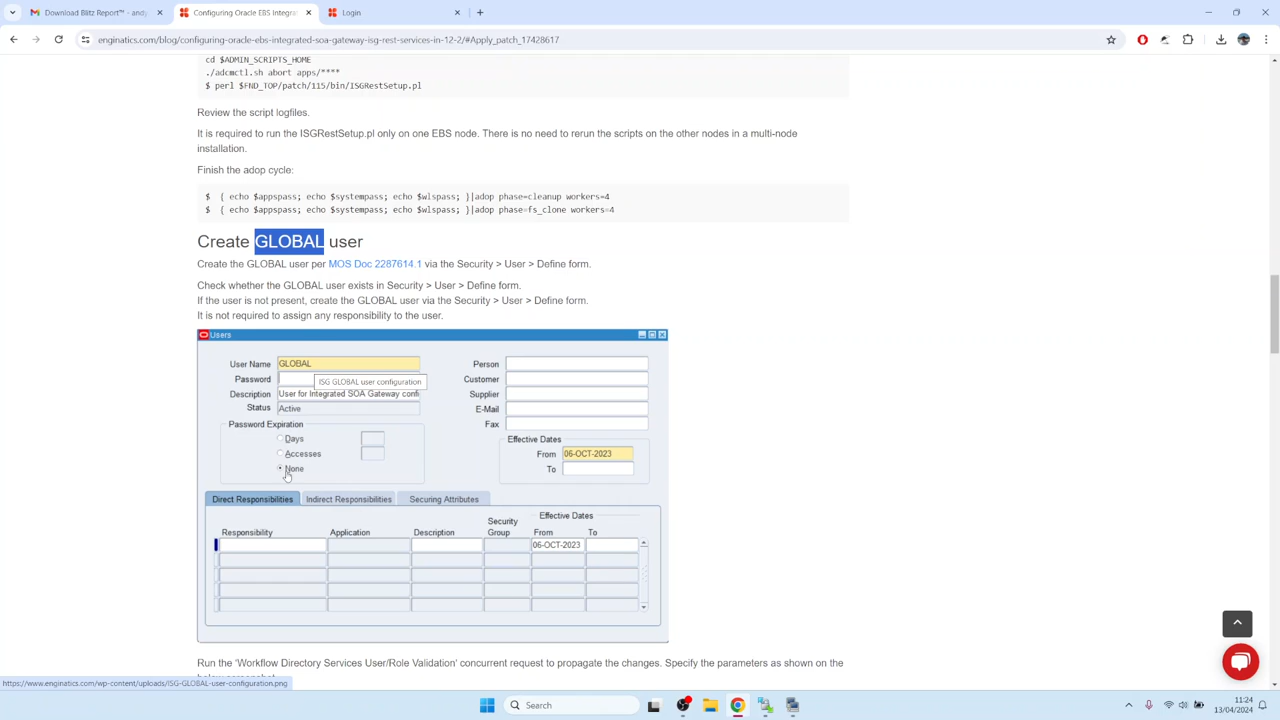 Download Blitz Report™ – andy
Configuring Oracle EBS Integrat
Login
enginatics.com/blog/configuring-oracle-ebs-integrated-soa-gateway-isg-rest-services-in-12-2/#Apply_patch_17428617
cd $ADMIN_SCRIPTS_HOME
./adcmctl.sh abort apps/****
$ perl $FND_TOP/patch/115/bin/ISGRestSetup.pl
Review the script logfiles.
It is required to run the ISGRestSetup.pl only on one EBS node. There is no need to rerun the scripts on the other nodes in a multi-node
installation.
Finish the adop cycle:
$ { echo $appspass; echo $systempass; echo $wlspass; }|adop phase=cleanup workers=4
$ { echo $appspass; echo $systempass; echo $wlspass; }|adop phase=fs_clone workers=4
Create GLOBAL user
Create the GLOBAL user per MOS Doc 2287614.1 via the Security > User > Define form.
Check whether the GLOBAL user exists in Security > User > Define form.
If the user is not present, create the GLOBAL user via the Security > User > Define form.
It is not required to assign any responsibility to the user.
Users
User Name GLOBAL Person
Password Customer
ISG GLOBAL user configuration
Description User for Integrated SOA Gateway confi Supplier
Status Active E-Mail
Password Expiration Fax
Days Effective Dates
Accesses From 06-OCT-2023
None To
Direct Responsibilities Indirect Responsibilities Securing Attributes
Security Effective Dates
Responsibility Application Description Group From To
06-OCT-2023
Run the 'Workflow Directory Services User/Role Validation' concurrent request to propagate the changes. Specify the parameters as shown on the
https://www.enginatics.com/wp-content/uploads/ISG-GLOBAL-user-configuration.png
Search
11:24
13/04/2024